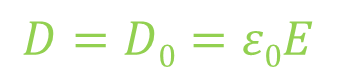 D = D₀ = ε₀E